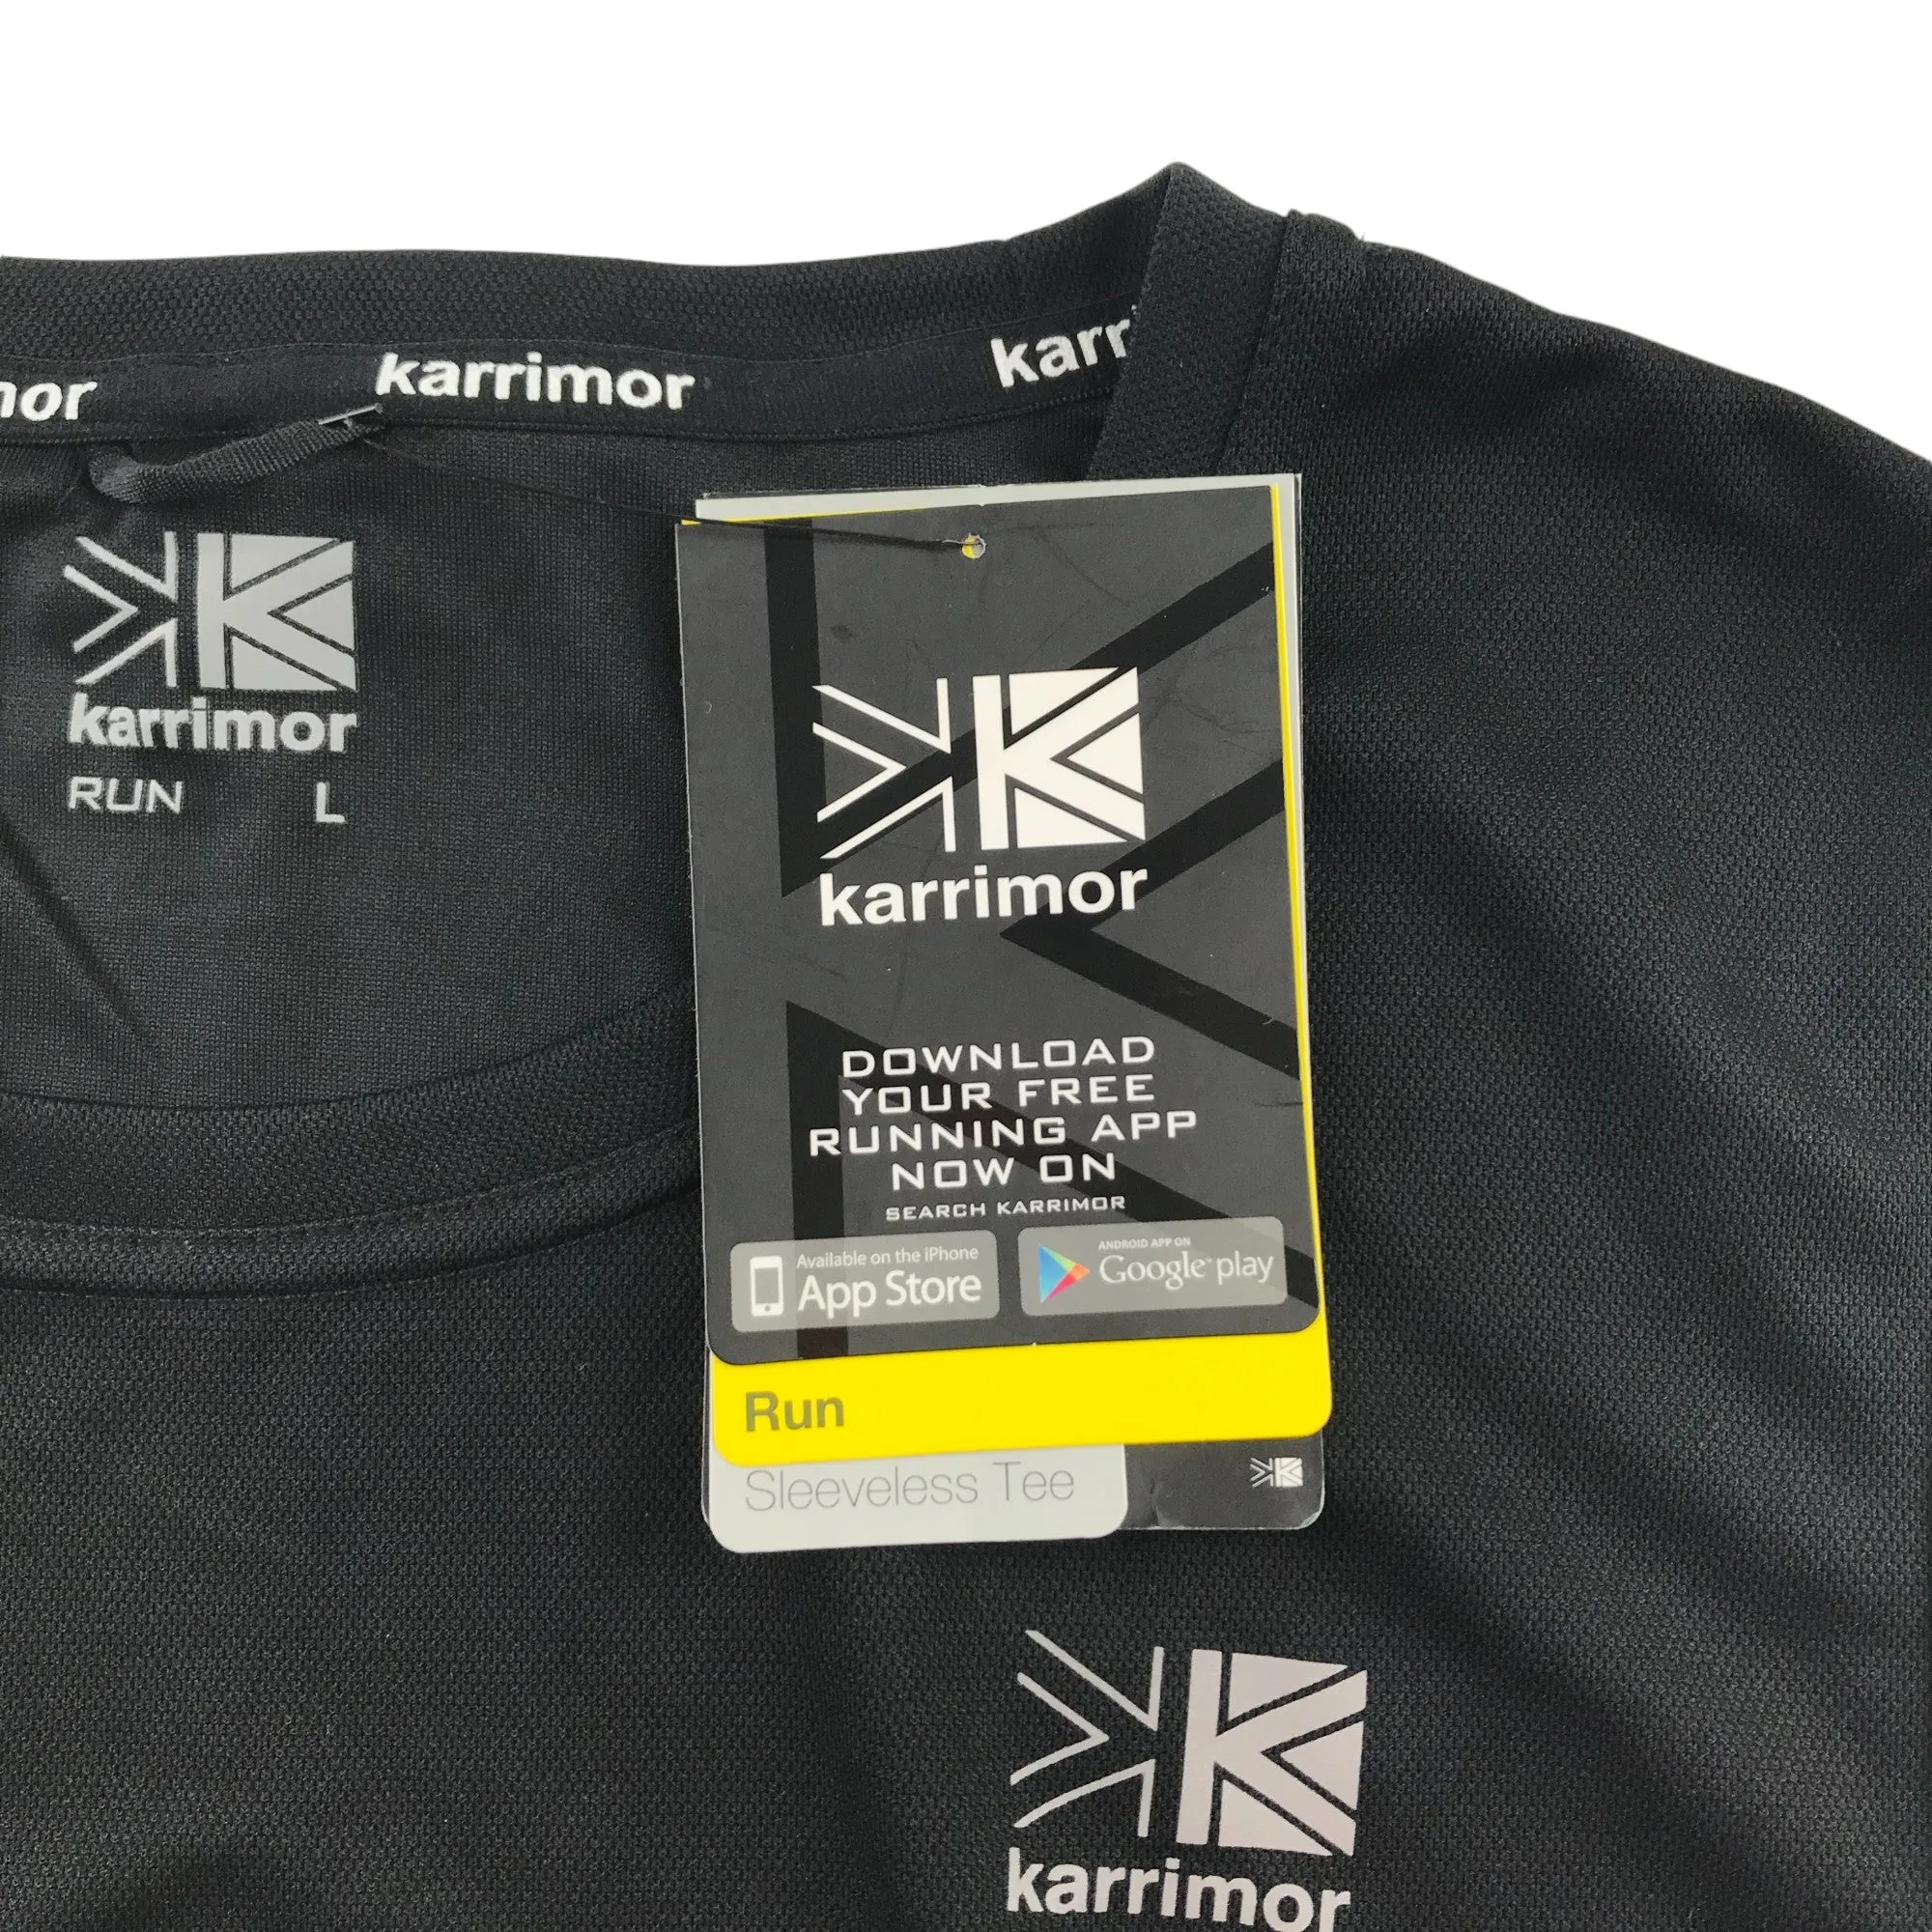 mor karrimor karr
karrimor
RUN L
karrimor
DOWNLOAD
YOUR FREE
RUNNING APP
NOW ON
SEARCH KARRIMOR
Available on the iPhone
App Store
ANDROID APP ON
Google play
Run
Sleeveless Tee
karrimor